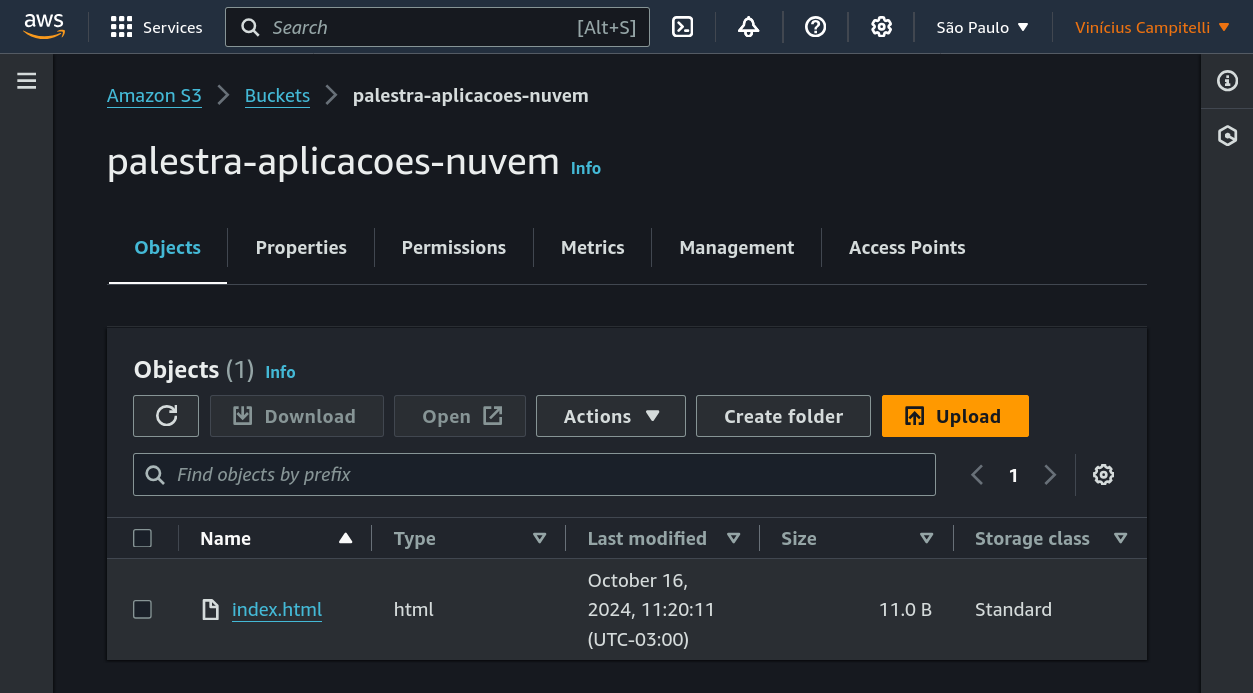 aws Services Search [Alt+S] São Paulo Vinícius Campitelli
Amazon S3 Buckets palestra-aplicacoes-nuvem
palestra-aplicacoes-nuvem Info
Objects Properties Permissions Metrics Management Access Points
Objects (1) Info
Download Open Actions Create folder Upload
Find objects by prefix 1
Name Type Last modified Size Storage class
index.html html October 16, 2024, 11:20:11 (UTC-03:00) 11.0 B Standard